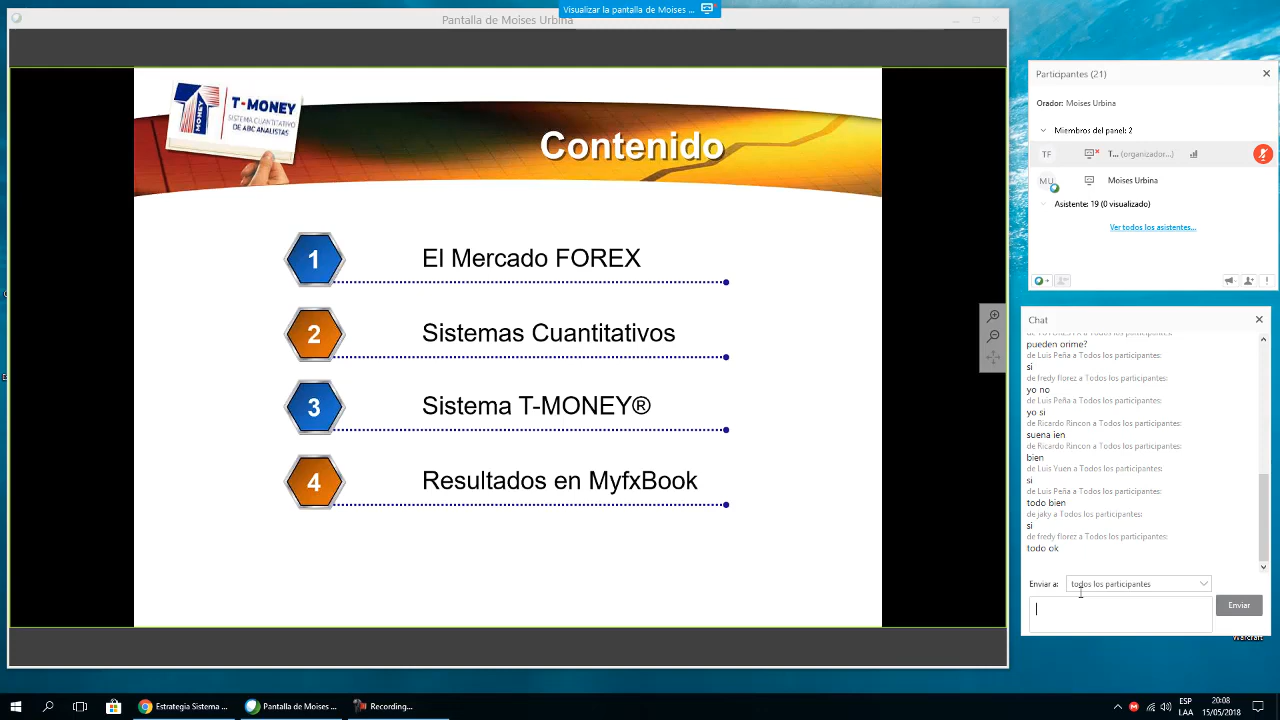 Visualizar la pantalla de Moises ...
Pantalla de Moises Urbina
T-MONEY
SISTEMA CUANTITATIVO
DE ABC ANALISTAS
MONEY
Contenido
1 El Mercado FOREX
2 Sistemas Cuantitativos
3 Sistema T-MONEY®
4 Resultados en MyfxBook
Participantes (21)
Orador: Moises Urbina
Miembros del panel: 2
TF T... (organizador...)
MU Moises Urbina
Asistente: 19 (0 visualizado)
Ver todos los asistentes...
Chat
pueden orime?
de Luis Peña a Todos los participantes:
si
de fredy florez a Todos los participantes:
yo no
de Luis Peña a Todos los participantes:
yo si
de Ricardo Rincon a Todos los participantes:
suena ien
de Ricardo Rincon a Todos los participantes:
bien
de Luis Yuen a Todos los participantes:
si
de Luis Peña a Todos los participantes:
todo bien
de jaky a Todos los participantes:
si
de fredy florez a Todos los participantes:
todo ok
Enviar a: todos los participantes
Enviar
Warcraft
Estrategia Sistema ...
Pantalla de Moises ...
Recording...
ESP
LAA
20:08
15/05/2018